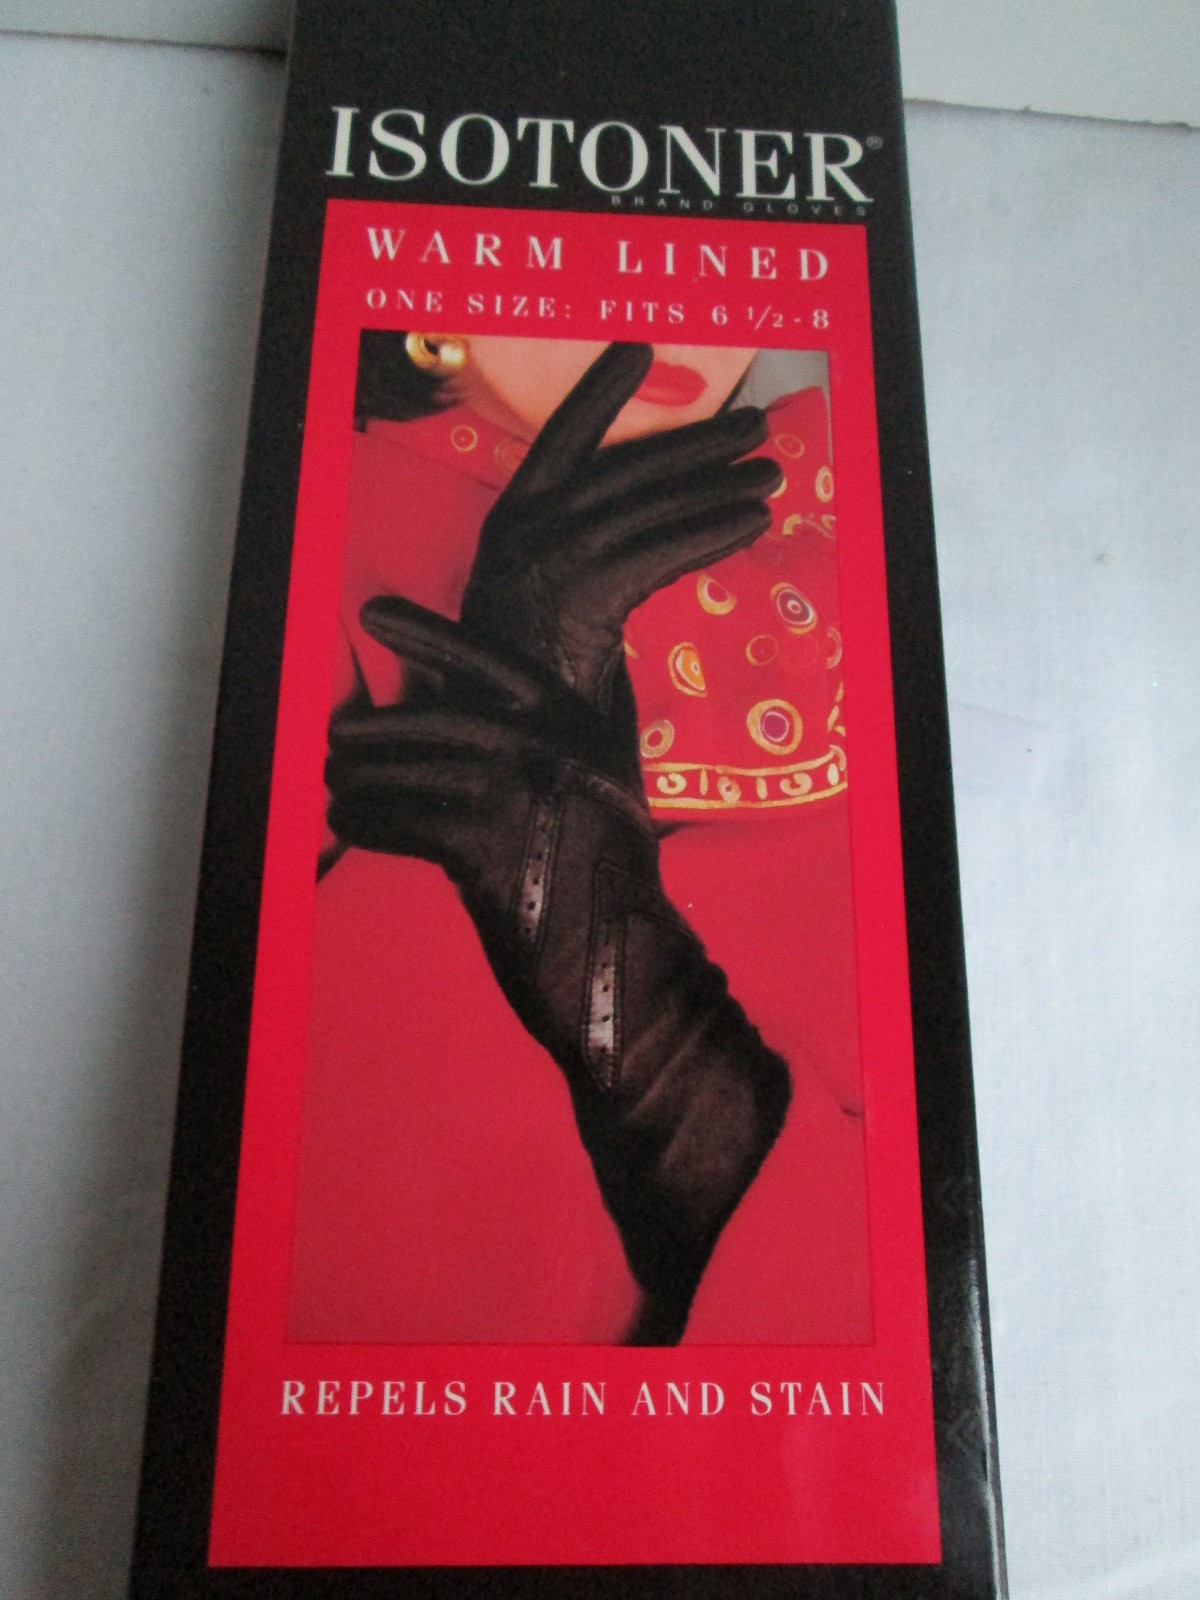 ISOTONER®
BRAND GLOVES
WARM LINED
ONE SIZE: FITS 6 1/2 - 8
REPELS RAIN AND STAIN